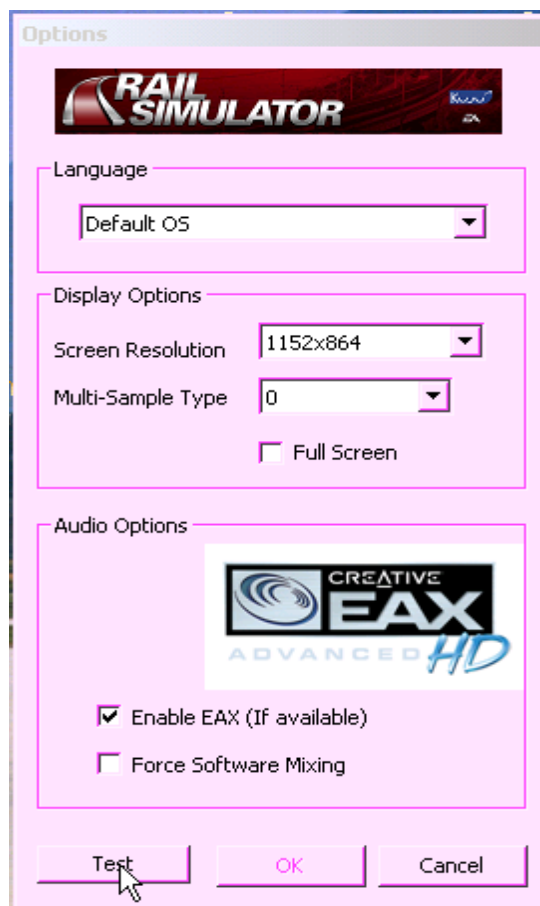 Options
RAIL
SIMULATOR
Kuju
EA
Language
Default OS
Display Options
Screen Resolution
1152x864
Multi-Sample Type
0
Full Screen
Audio Options
CREATIVE
EAX
ADVANCED HD
Enable EAX (If available)
Force Software Mixing
Test
OK
Cancel